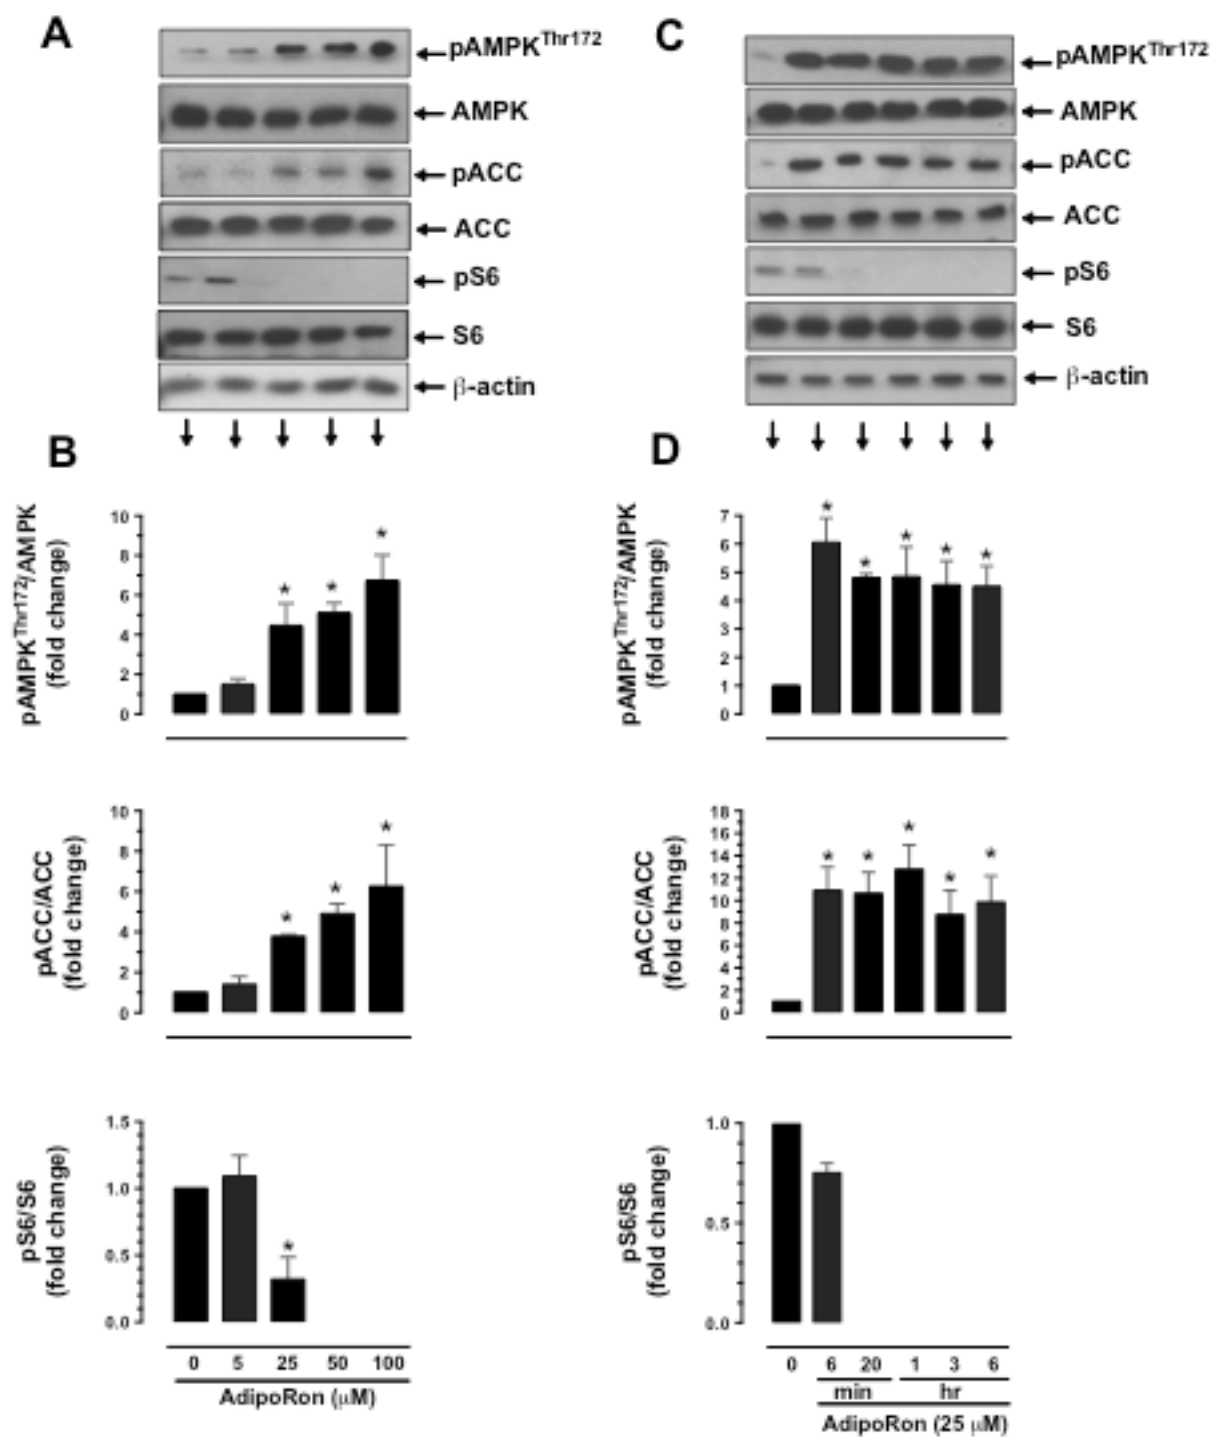 A
pAMPKThr172
AMPK
pACC
ACC
pS6
S6
β-actin
C
pAMPKThr172
AMPK
pACC
ACC
pS6
S6
β-actin
B
pAMPKThr172/AMPK
(fold change)
10
8
6
4
2
0
*
*
*
pACC/ACC
(fold change)
10
8
6
4
2
0
*
*
*
pS6/S6
(fold change)
1.5
1.0
0.5
0.0
*
0 5 25 50 100
AdipoRon (μM)
D
pAMPKThr172/AMPK
(fold change)
7
6
5
4
3
2
1
0
*
*
*
*
*
pACC/ACC
(fold change)
18
16
14
12
10
8
6
4
2
0
*
*
*
*
*
pS6/S6
(fold change)
1.0
0.5
0.0
0 6 20 1 3 6
min hr
AdipoRon (25 μM)